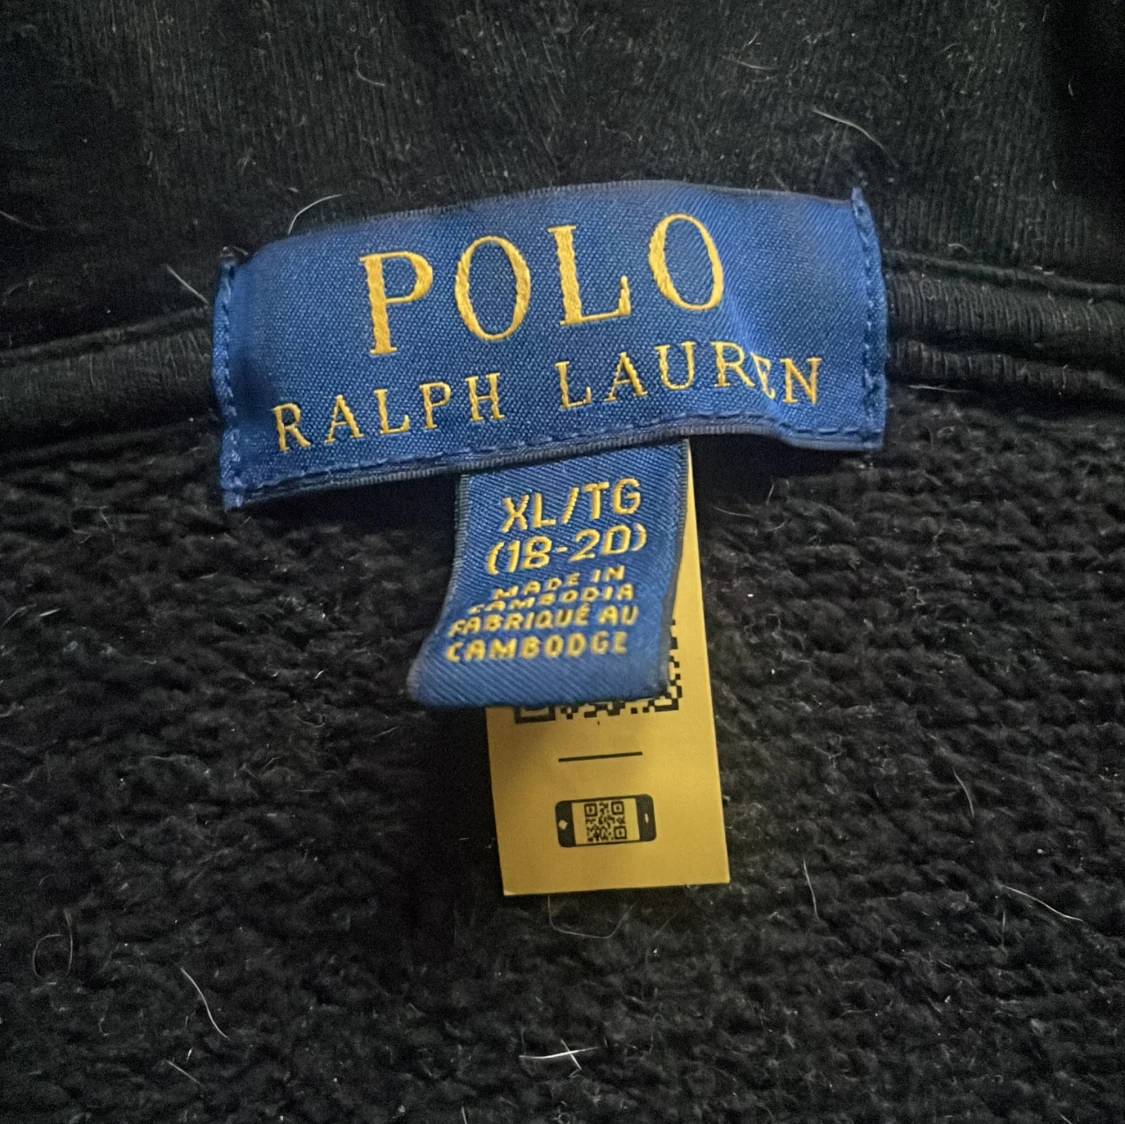 POLO
RALPH LAUREN
XL/TG
(18-20)
MADE IN
CAMBODIA
FABRIQUÉ AU
CAMBODGE